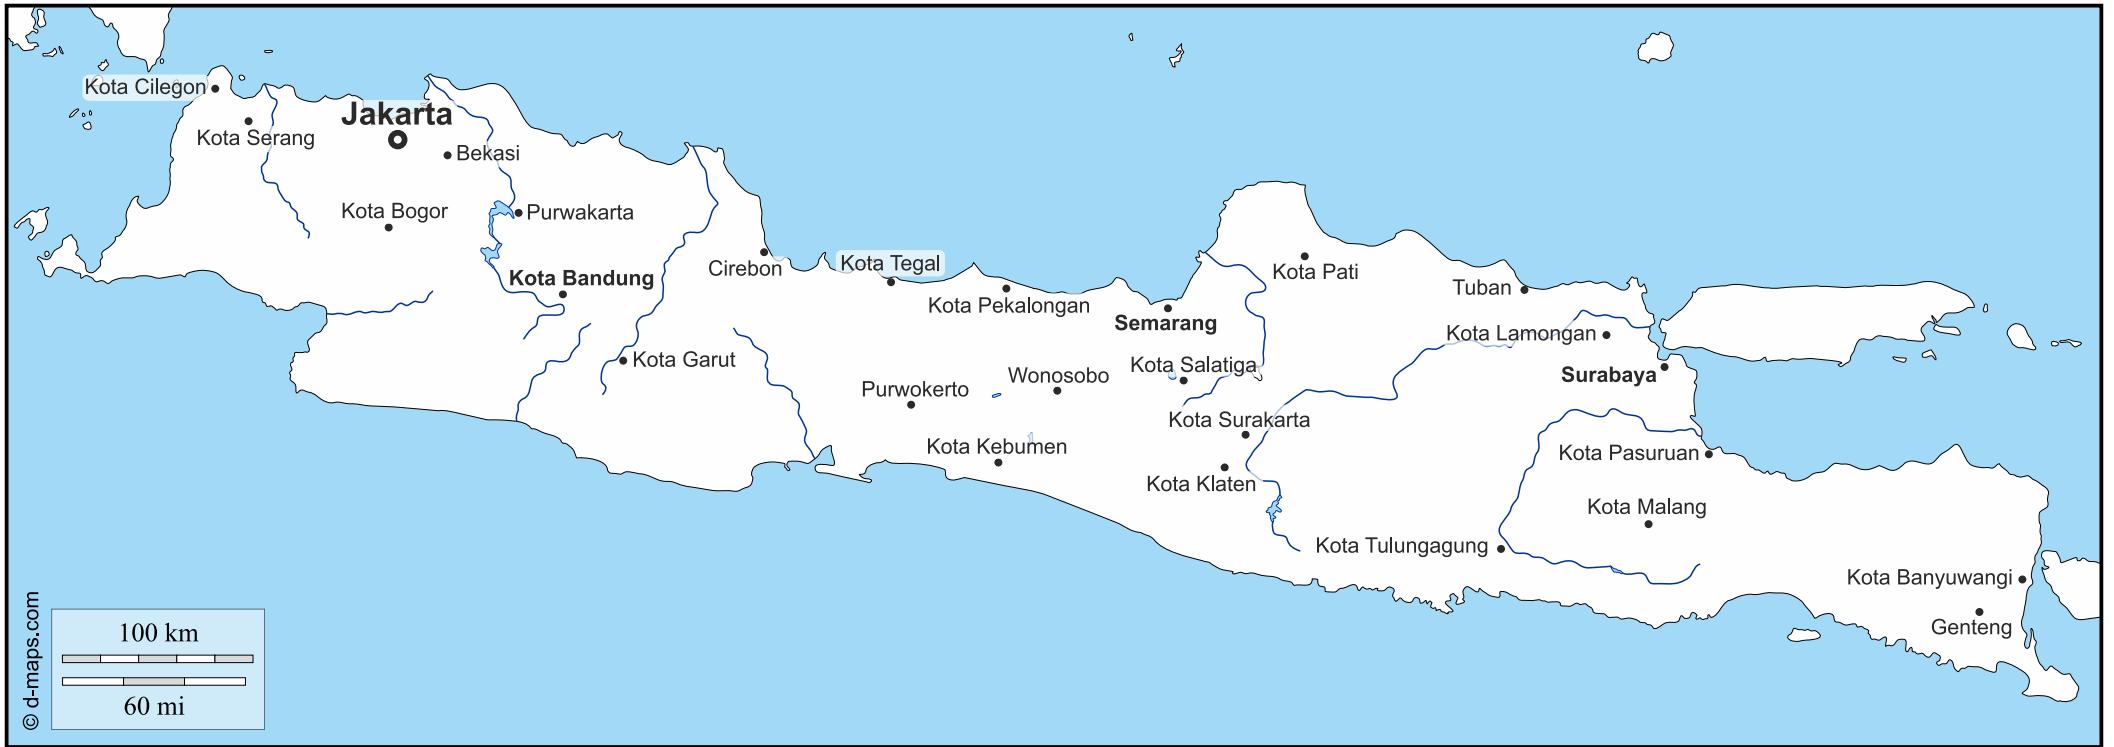 Kota Cilegon
Jakarta
Kota Serang
Bekasi
Kota Bogor
Purwakarta
Kota Bandung
Cirebon
Kota Tegal
Kota Pekalongan
Kota Pati
Tuban
Semarang
Kota Lamongan
Kota Garut
Kota Salatiga
Surabaya
Purwokerto
Wonosobo
Kota Surakarta
Kota Kebumen
Kota Pasuruan
Kota Klaten
Kota Malang
Kota Tulungagung
Kota Banyuwangi
Genteng
100 km
60 mi
© d-maps.com